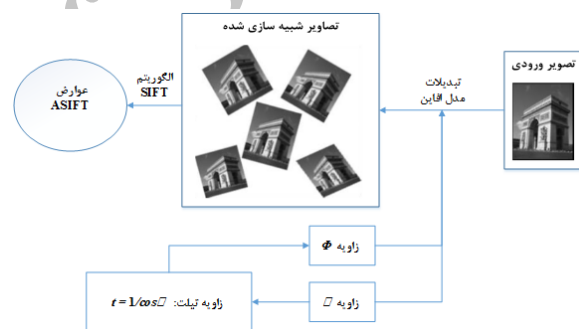 تصویر ورودی
تبدیلات
مدل افاین
تصاویر شبیه سازی شده
الگوریتم
SIFT
عوارض
ASIFT
زاویه Φ
زاویه □
زاویه تیلت: t = 1/cos□